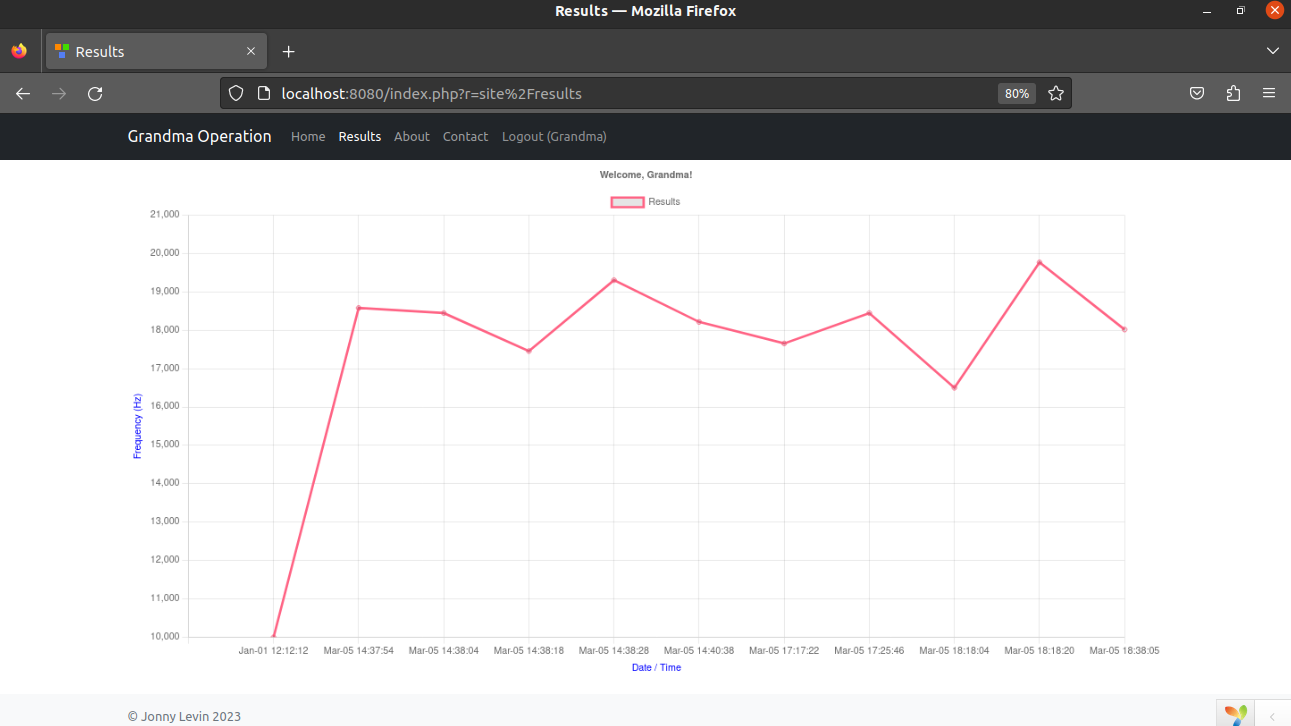 Results — Mozilla Firefox
Results
localhost:8080/index.php?r=site%2Fresults 80%
Grandma Operation Home Results About Contact Logout (Grandma)
Welcome, Grandma!
Results
21,000
20,000
19,000
18,000
17,000
16,000
15,000
14,000
13,000
12,000
11,000
10,000
Frequency (Hz)
Jan-01 12:12:12 Mar-05 14:37:54 Mar-05 14:38:04 Mar-05 14:38:18 Mar-05 14:38:28 Mar-05 14:40:38 Mar-05 17:17:22 Mar-05 17:25:46 Mar-05 18:18:04 Mar-05 18:18:20 Mar-05 18:38:05
Date / Time
© Jonny Levin 2023